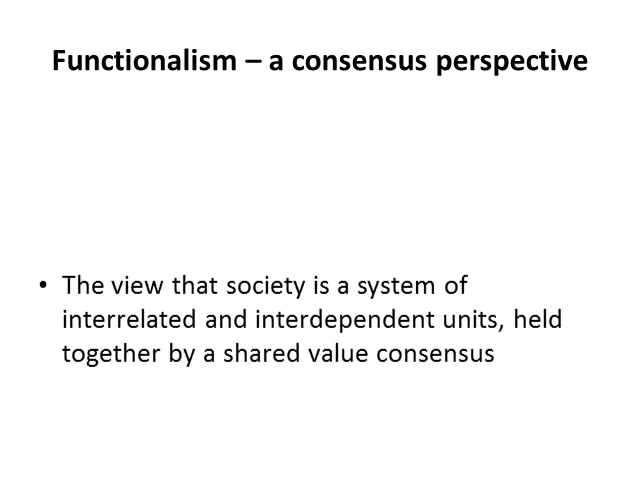 Functionalism – a consensus perspective
• The view that society is a system of
interrelated and interdependent units, held
together by a shared value consensus